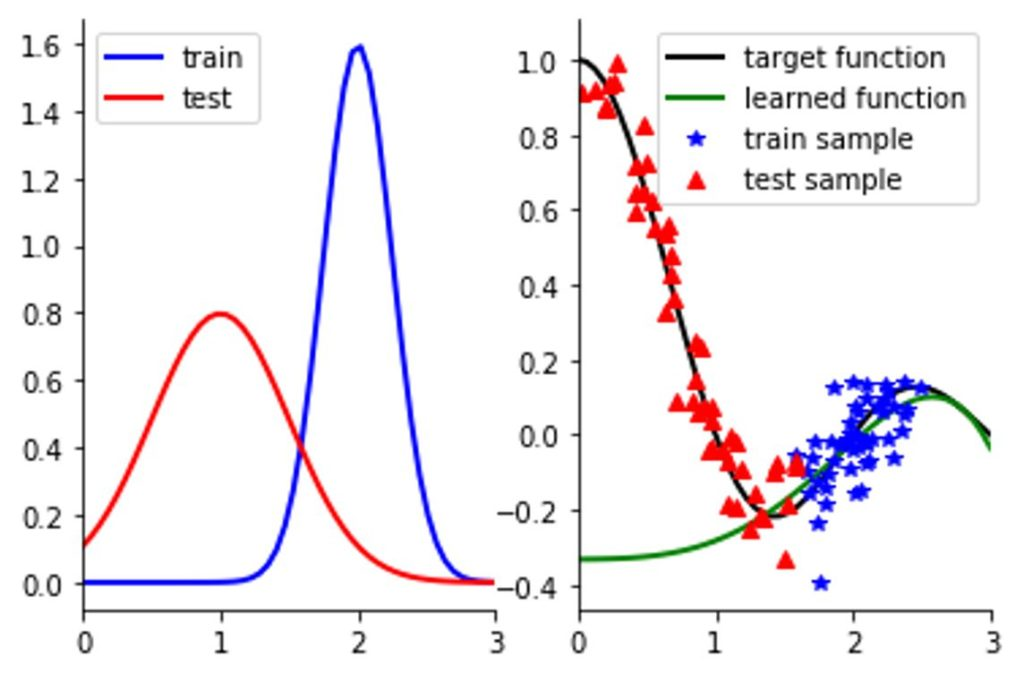 train
test
1.6
1.4
1.2
1.0
0.8
0.6
0.4
0.2
0.0
0 1 2 3
target function
learned function
train sample
test sample
1.0
0.8
0.6
0.4
0.2
0.0
−0.2
−0.4
0 1 2 3